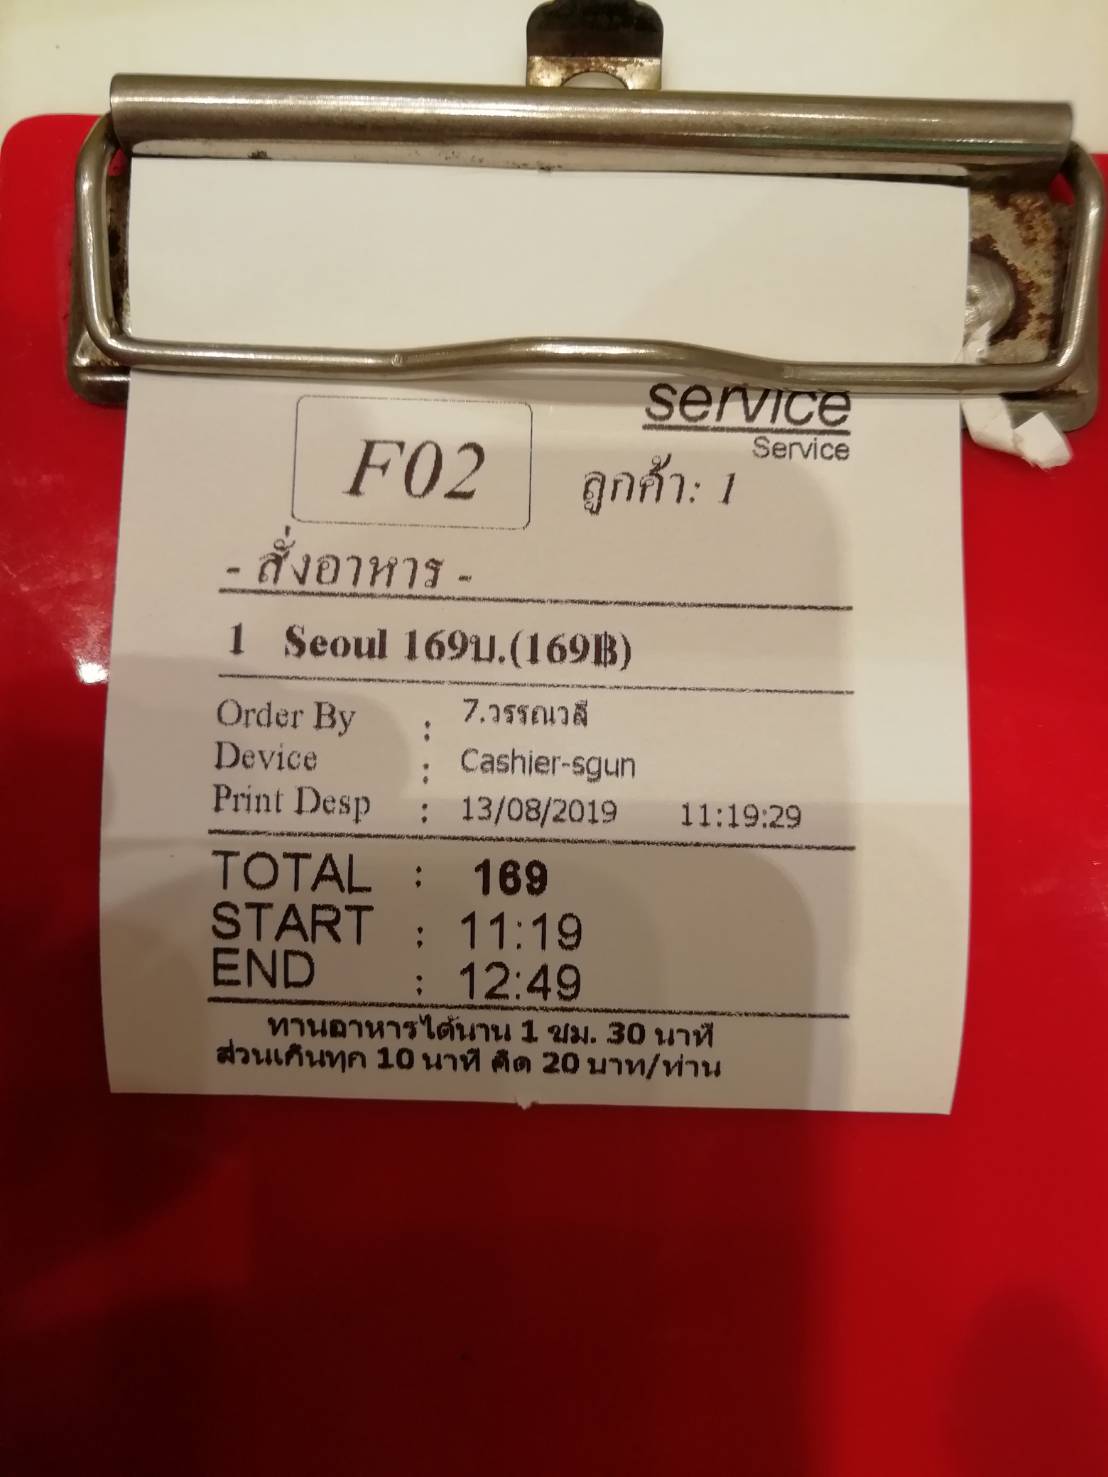 service
Service
F02
ลูกค้า: 1
- สั่งอาหาร -
1 Seoul 169บ.(169฿)
Order By : 7.วรรณวลี
Device : Cashier-sgun
Print Desp : 13/08/2019 11:19:29
TOTAL : 169
START : 11:19
END : 12:49
ทานอาหารได้นาน 1 ชม. 30 นาที
ส่วนเกินทุก 10 นาที คิด 20 บาท/ท่าน